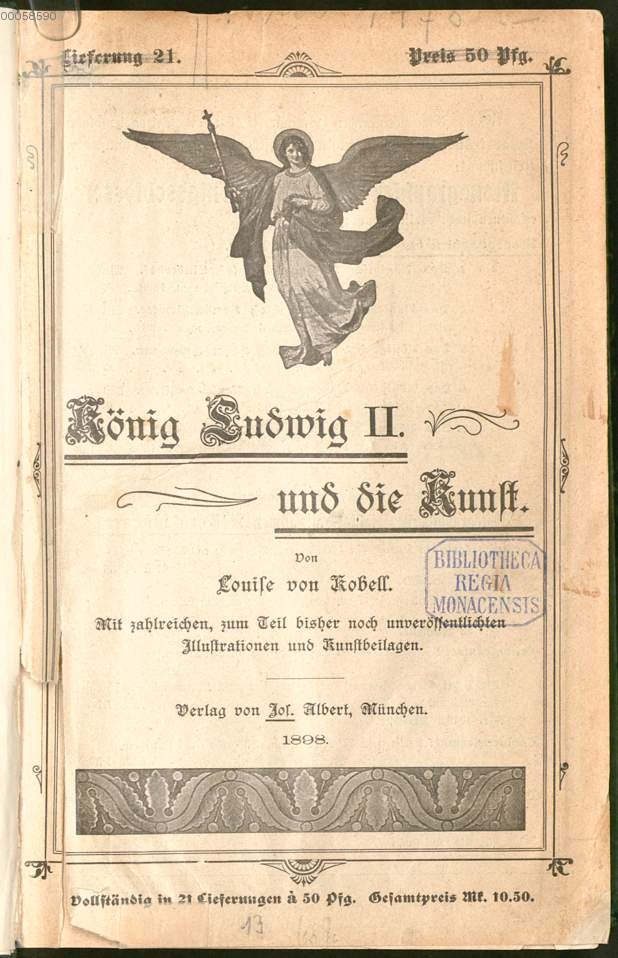 00058590
Lieferung 21.
Preis 50 Pfg.
König Ludwig II.
und die Kunst.
Von
Louise von Kobell.
BIBLIOTHECA
REGIA
MONACENSIS
Mit zahlreichen, zum Teil bisher noch unveröffentlichten
Illustrationen und Kunstbeilagen.
Verlag von Jos. Albert, München.
1898.
Vollständig in 21 Lieferungen à 50 Pfg. Gesamtpreis Mk. 10.50.
13